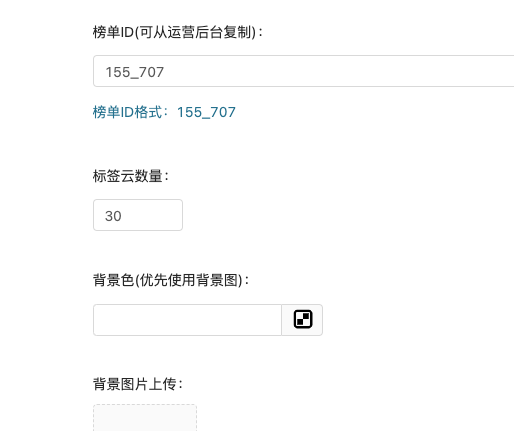 榜单ID(可从运营后台复制)：
155_707
榜单ID格式：155_707
标签云数量：
30
背景色(优先使用背景图)：
背景图片上传：